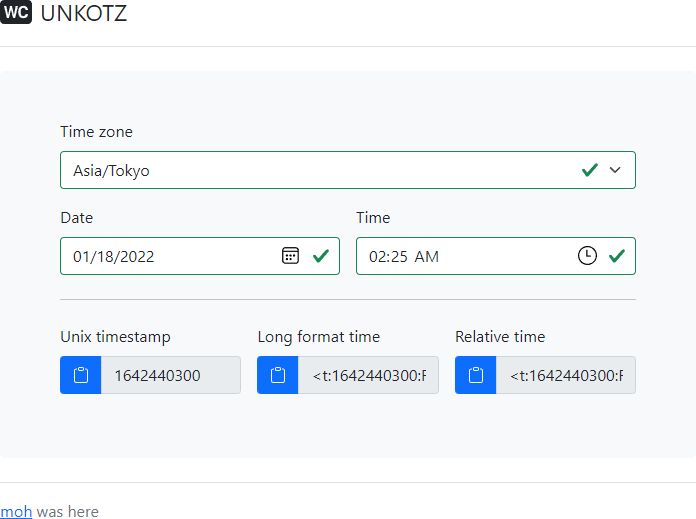 WC UNKOTZ
Time zone
Asia/Tokyo
Date Time
01/18/2022 02:25 AM
Unix timestamp Long format time Relative time
1642440300 <t:1642440300:F <t:1642440300:F
moh was here